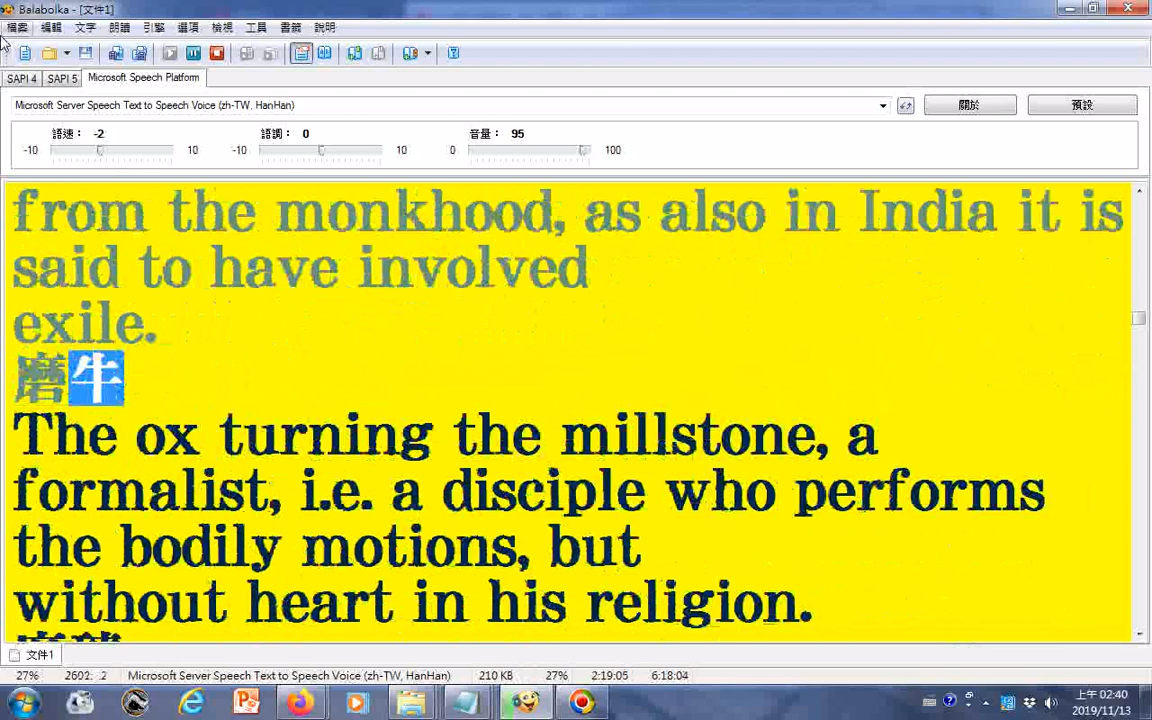 Balabolka - [文件1]
檔案 編輯 文字 朗讀 引擎 選項 檢視 工具 書籤 說明
SAPI 4 SAPI 5 Microsoft Speech Platform
Microsoft Server Speech Text to Speech Voice (zh-TW, HanHan) 關於 預設
語速： -2 語調： 0 音量： 95
-10 10 -10 10 0 100
from the monkhood, as also in India it is
said to have involved
exile.
磨牛
The ox turning the millstone, a
formalist, i.e. a disciple who performs
the bodily motions, but
without heart in his religion.
文件1
27% 2602: 2 Microsoft Server Speech Text to Speech Voice (zh-TW, HanHan) 210 KB 27% 2:19:05 6:18:04
上午 02:40
2019/11/13